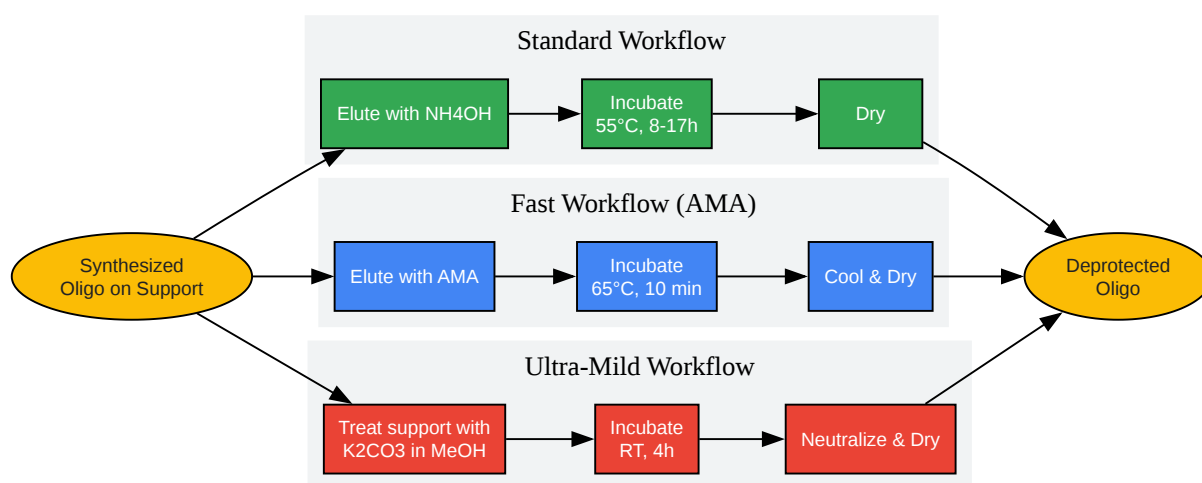 Standard Workflow
Elute with NH4OH
Incubate
55°C, 8-17h
Dry
Fast Workflow (AMA)
Synthesized
Oligo on Support
Elute with AMA
Incubate
65°C, 10 min
Cool & Dry
Deprotected
Oligo
Ultra-Mild Workflow
Treat support with
K2CO3 in MeOH
Incubate
RT, 4h
Neutralize & Dry